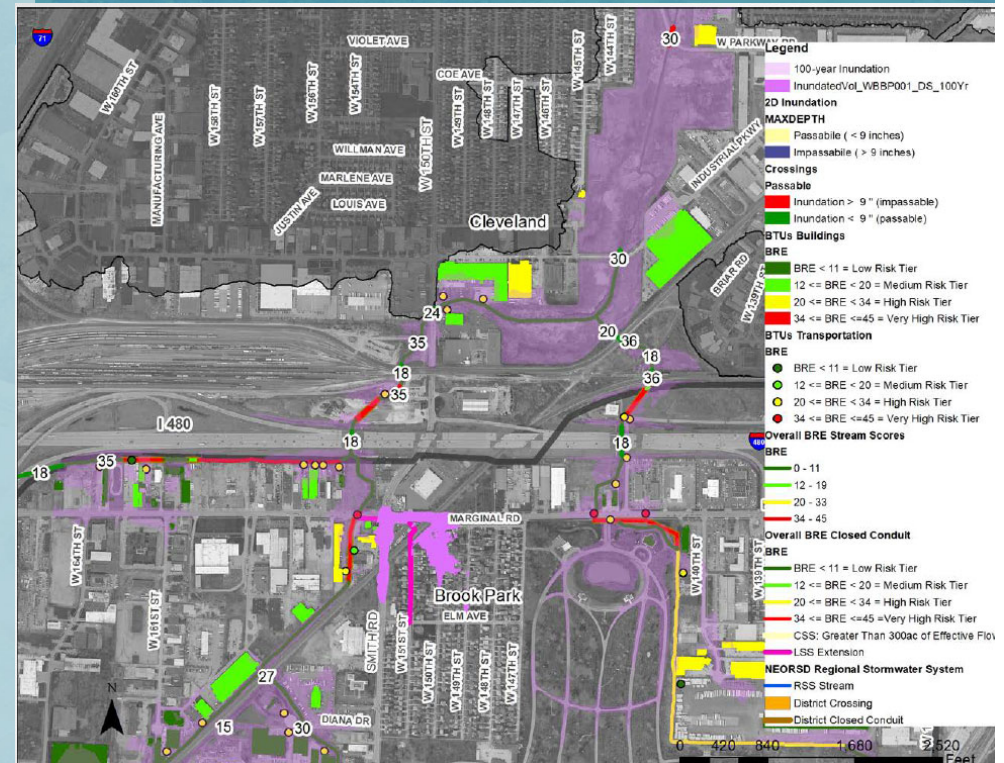 71
VIOLET AVE
W 160TH ST
W 158TH ST
W 157TH ST
W 156TH ST
W 154TH ST
COE AVE
W 149TH ST
W 148TH ST
W 147TH ST
W 146TH ST
W 145TH ST
W 144TH ST
30
W PARKWAY RD
MANUFACTURING AVE
WILLMAN AVE
MARLENE AVE
LOUIS AVE
JUSTIN AVE
W 150TH ST
INDUSTRIAL PKWY
Cleveland
30
BRIAR RD
W 139TH ST
24
20
36
35
18
18
35
36
I 480
18
18
480
18
35
MARGINAL RD
W 164TH ST
W 161ST ST
Brook Park
ELM AVE
SMITH RD
W 151ST ST
W 150TH ST
W 149TH ST
W 148TH ST
W 147TH ST
W 140TH ST
W 139TH ST
27
15
30
DIANA DR
N
Legend
100-year Inundation
InundatedVol_WBBP001_DS_100Yr
2D Inundation
MAXDEPTH
Passabile ( < 9 inches)
Impassabile ( > 9 inches)
Crossings
Passable
Inundation > 9 " (impassable)
Inundation < 9 " (passable)
BTUs Buildings
BRE
BRE < 11 = Low Risk Tier
12 <= BRE < 20 = Medium Risk Tier
20 <= BRE < 34 = High Risk Tier
34 <= BRE <=45 = Very High Risk Tier
BTUs Transportation
BRE
BRE < 11 = Low Risk Tier
12 <= BRE < 20 = Medium Risk Tier
20 <= BRE < 34 = High Risk Tier
34 <= BRE <=45 = Very High Risk Tier
Overall BRE Stream Scores
BRE
0 - 11
12 - 19
20 - 33
34 - 45
Overall BRE Closed Conduit
BRE
BRE < 11 = Low Risk Tier
12 <= BRE < 20 = Medium Risk Tier
20 <= BRE < 34 = High Risk Tier
34 <= BRE <=45 =Very High Risk Tier
CSS: Greater Than 300ac of Effective Flow
LSS Extension
NEORSD Regional Stormwater System
RSS Stream
District Crossing
District Closed Conduit
0 420 840 1,680 2,520
Feet